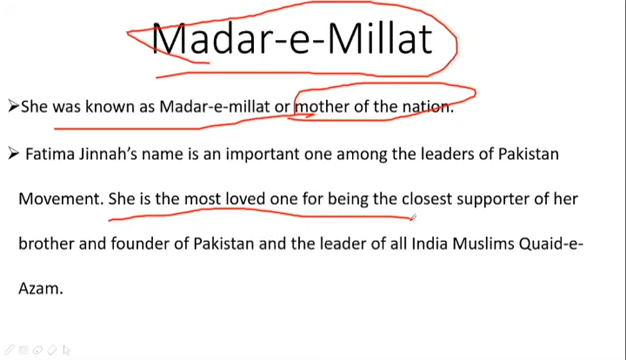 Madar-e-Millat
➢She was known as Madar-e-millat or mother of the nation.
➢ Fatima Jinnah's name is an important one among the leaders of Pakistan
Movement. She is the most loved one for being the closest supporter of her
brother and founder of Pakistan and the leader of all India Muslims Quaid-e-
Azam.